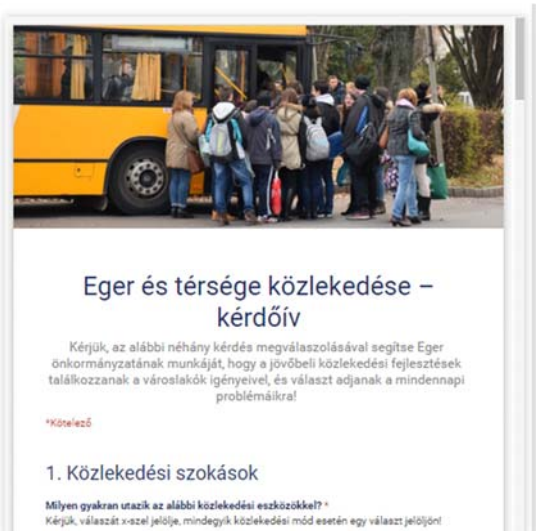 Eger és térsége közlekedése –
kérdőív
Kérjük, az alábbi néhány kérdés megválaszolásával segítse Eger
önkormányzatának munkáját, hogy a jövőbeli közlekedési fejlesztések
találkozzanak a városlakók igényeivel, és választ adjanak a mindennapi
problémáikra!
*Kötelező
1. Közlekedési szokások
Milyen gyakran utazik az alábbi közlekedési eszközökkel? *
Kérjük, válaszát x-szel jelölje, mindegyik közlekedési mód esetén egy választ jelöljön!